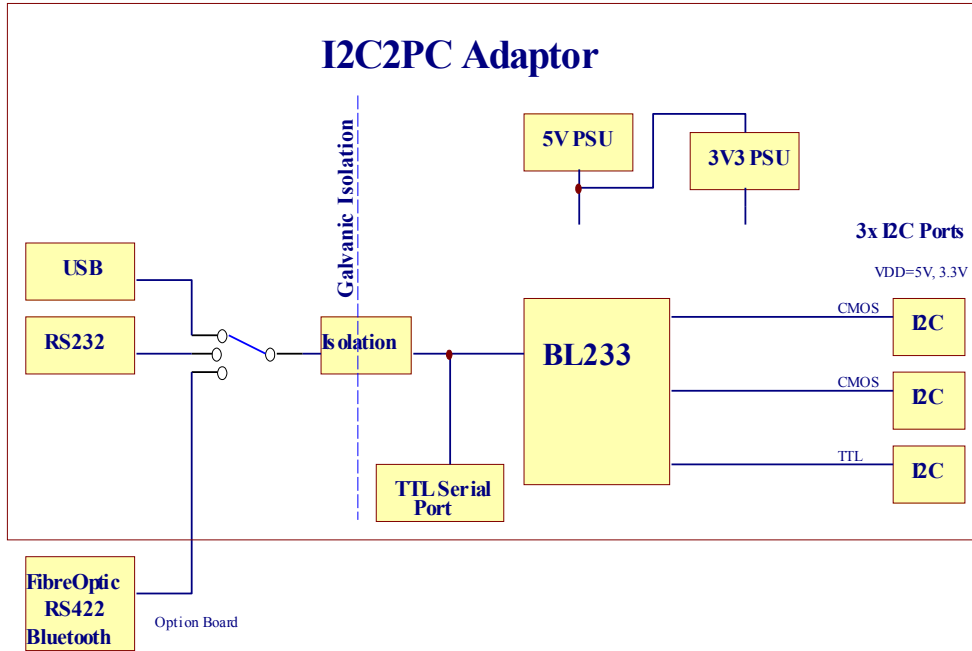 I2C2PC Adaptor
Galvanic Isolation
5V PSU
3V3 PSU
3x I2C Ports
VDD=5V, 3.3V
USB
RS232
Isolation
BL233
CMOS
I2C
CMOS
I2C
TTL
I2C
TTL Serial
Port
FibreOptic
RS422
Bluetooth
Option Board